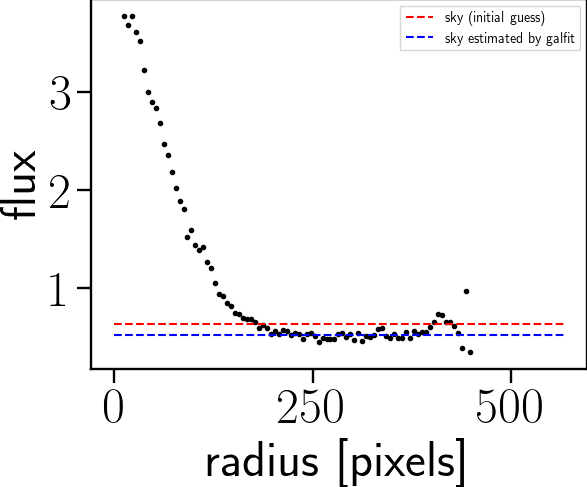 sky (initial guess)
sky estimated by galfit
flux
3
2
1
0 250 500
radius [pixels]